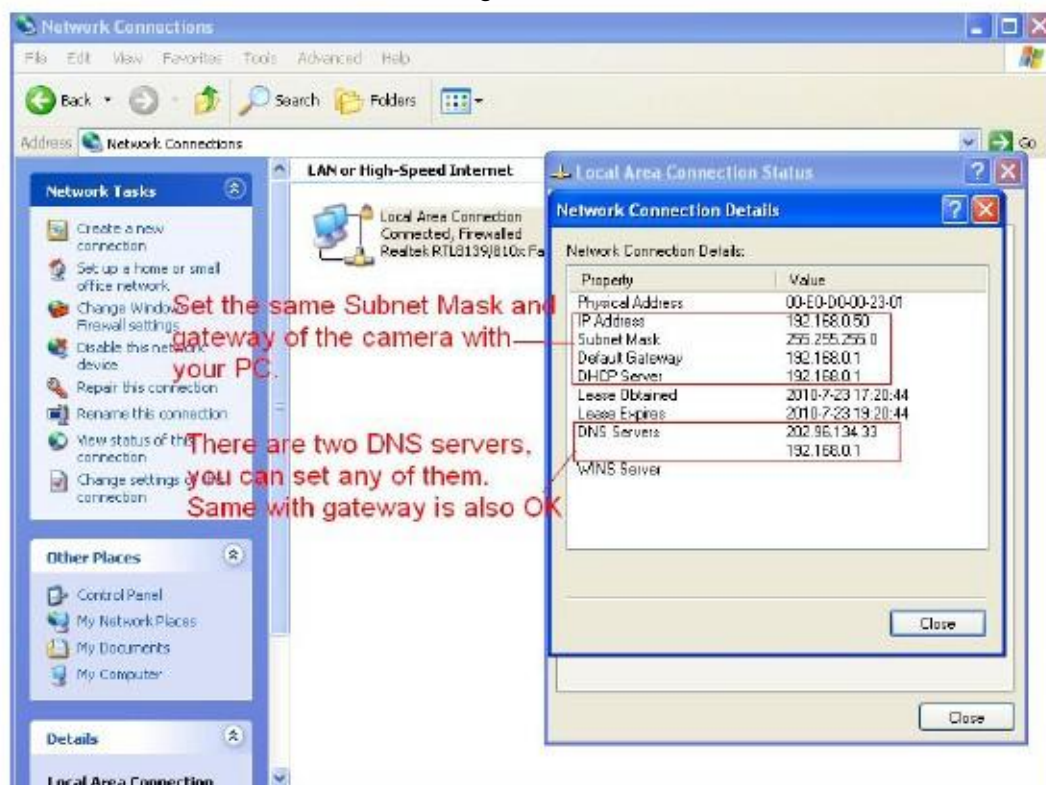 Network Connections
File Edit View Favorites Tools Advanced Help
Back Search Folders
Address Network Connections Go
Network Tasks
Create a new
connection
Set up a home or small
office network
Change Windows
Firewall settings
Disable this network
device
Repair this connection
Rename this connection
View status of this
connection
Change settings of this
connection
Other Places
Control Panel
My Network Places
My Documents
My Computer
Details
Local Area Connection
LAN or High-Speed Internet
Local Area Connection
Connected, Firewalled
Realtek RTL8139/810x Fa
Set the same Subnet Mask and
gateway of the camera with
your PC.
There are two DNS servers,
you can set any of them.
Same with gateway is also OK
Local Area Connection Status
Network Connection Details
Network Connection Details:
Property Value
Physical Address 00-E0-D0-00-23-01
IP Address 192.168.0.50
Subnet Mask 255.255.255.0
Default Gateway 192.168.0.1
DHCP Server 192.168.0.1
Lease Obtained 2010-7-23 17:20:44
Lease Expires 2010-7-23 19:20:44
DNS Servers 202.96.134.33
192.168.0.1
WINS Server
Close
Close